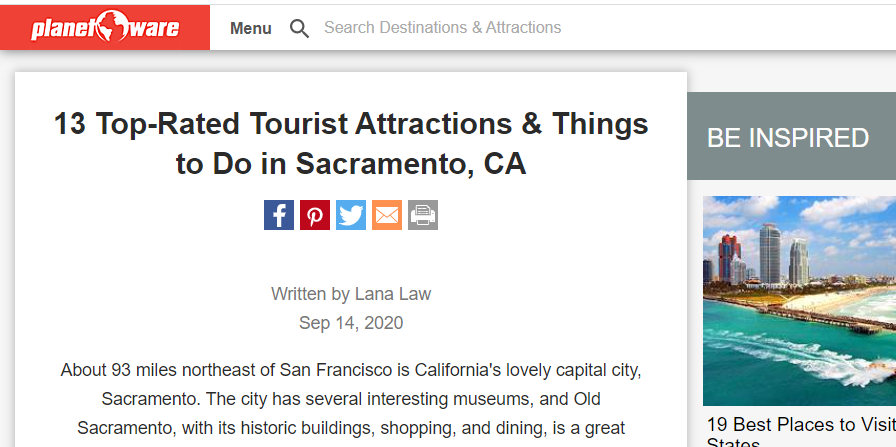 planetware
Menu
Search Destinations & Attractions
13 Top-Rated Tourist Attractions & Things
to Do in Sacramento, CA
Written by Lana Law
Sep 14, 2020
About 93 miles northeast of San Francisco is California's lovely capital city,
Sacramento. The city has several interesting museums, and Old
Sacramento, with its historic buildings, shopping, and dining, is a great
BE INSPIRED
19 Best Places to Visit
States